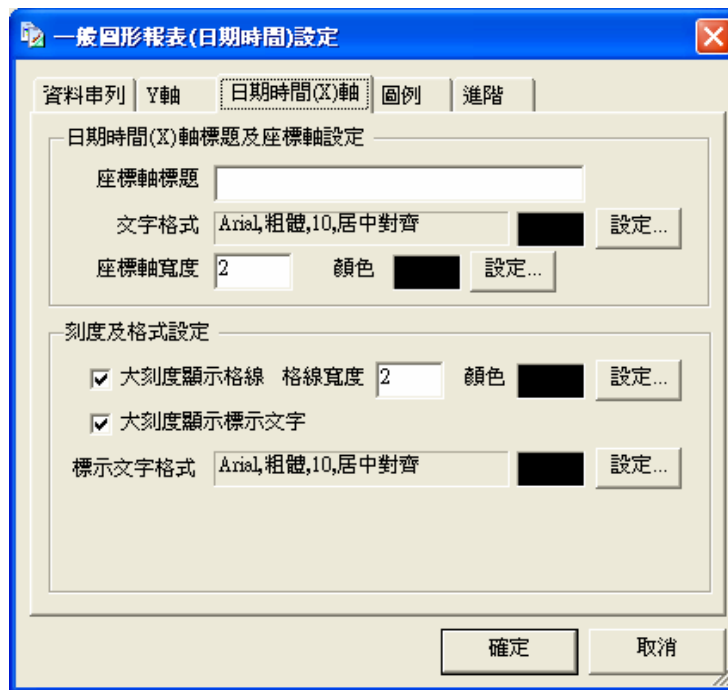 一般圖形報表(日期時間)設定
資料串列 Y軸 日期時間(X)軸 圖例 進階
日期時間(X)軸標題及座標軸設定
座標軸標題
文字格式 Arial,粗體,10,居中對齊 設定...
座標軸寬度 2 顏色 設定...
刻度及格式設定
大刻度顯示格線 格線寬度 2 顏色 設定...
大刻度顯示標示文字
標示文字格式 Arial,粗體,10,居中對齊 設定...
確定 取消